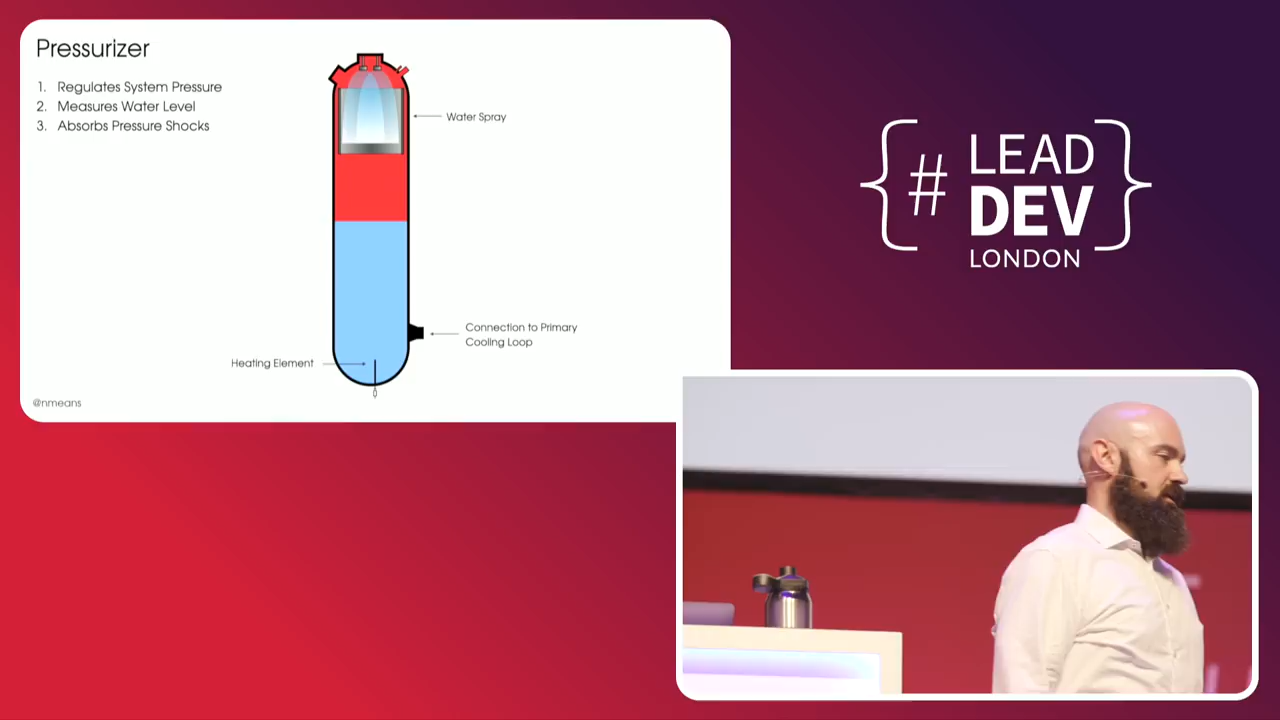 Pressurizer
1. Regulates System Pressure
2. Measures Water Level
3. Absorbs Pressure Shocks
Water Spray
Connection to Primary
Cooling Loop
Heating Element
@nmeans
{# LEAD
DEV
LONDON}